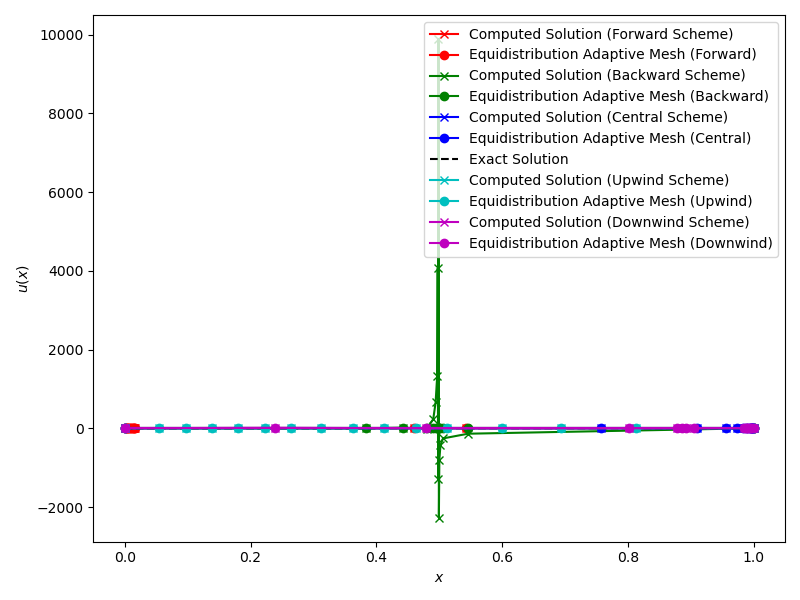 10000
8000
6000
4000
2000
0
−2000
u(x)
Computed Solution (Forward Scheme)
Equidistribution Adaptive Mesh (Forward)
Computed Solution (Backward Scheme)
Equidistribution Adaptive Mesh (Backward)
Computed Solution (Central Scheme)
Equidistribution Adaptive Mesh (Central)
Exact Solution
Computed Solution (Upwind Scheme)
Equidistribution Adaptive Mesh (Upwind)
Computed Solution (Downwind Scheme)
Equidistribution Adaptive Mesh (Downwind)
0.0 0.2 0.4 0.6 0.8 1.0
x